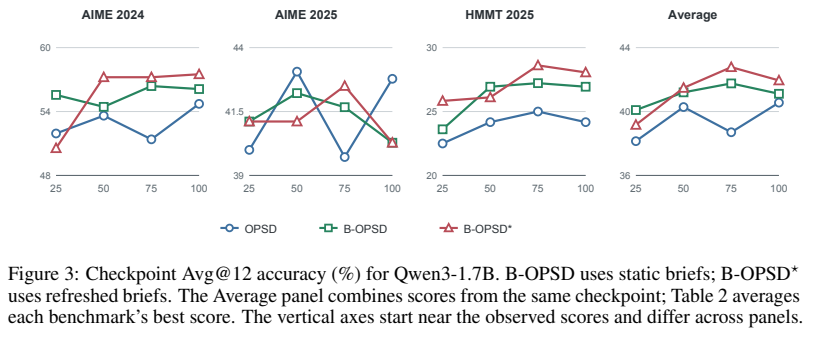 AIME 2024
AIME 2025
HMMT 2025
Average
60
54
48
25 50 75 100
44
41.5
39
25 50 75 100
30
25
20
25 50 75 100
44
40
36
25 50 75 100
OPSD
B-OPSD
B-OPSD*
Figure 3: Checkpoint Avg@12 accuracy (%) for Qwen3-1.7B. B-OPSD uses static briefs; B-OPSD*
uses refreshed briefs. The Average panel combines scores from the same checkpoint; Table 2 averages
each benchmark's best score. The vertical axes start near the observed scores and differ across panels.